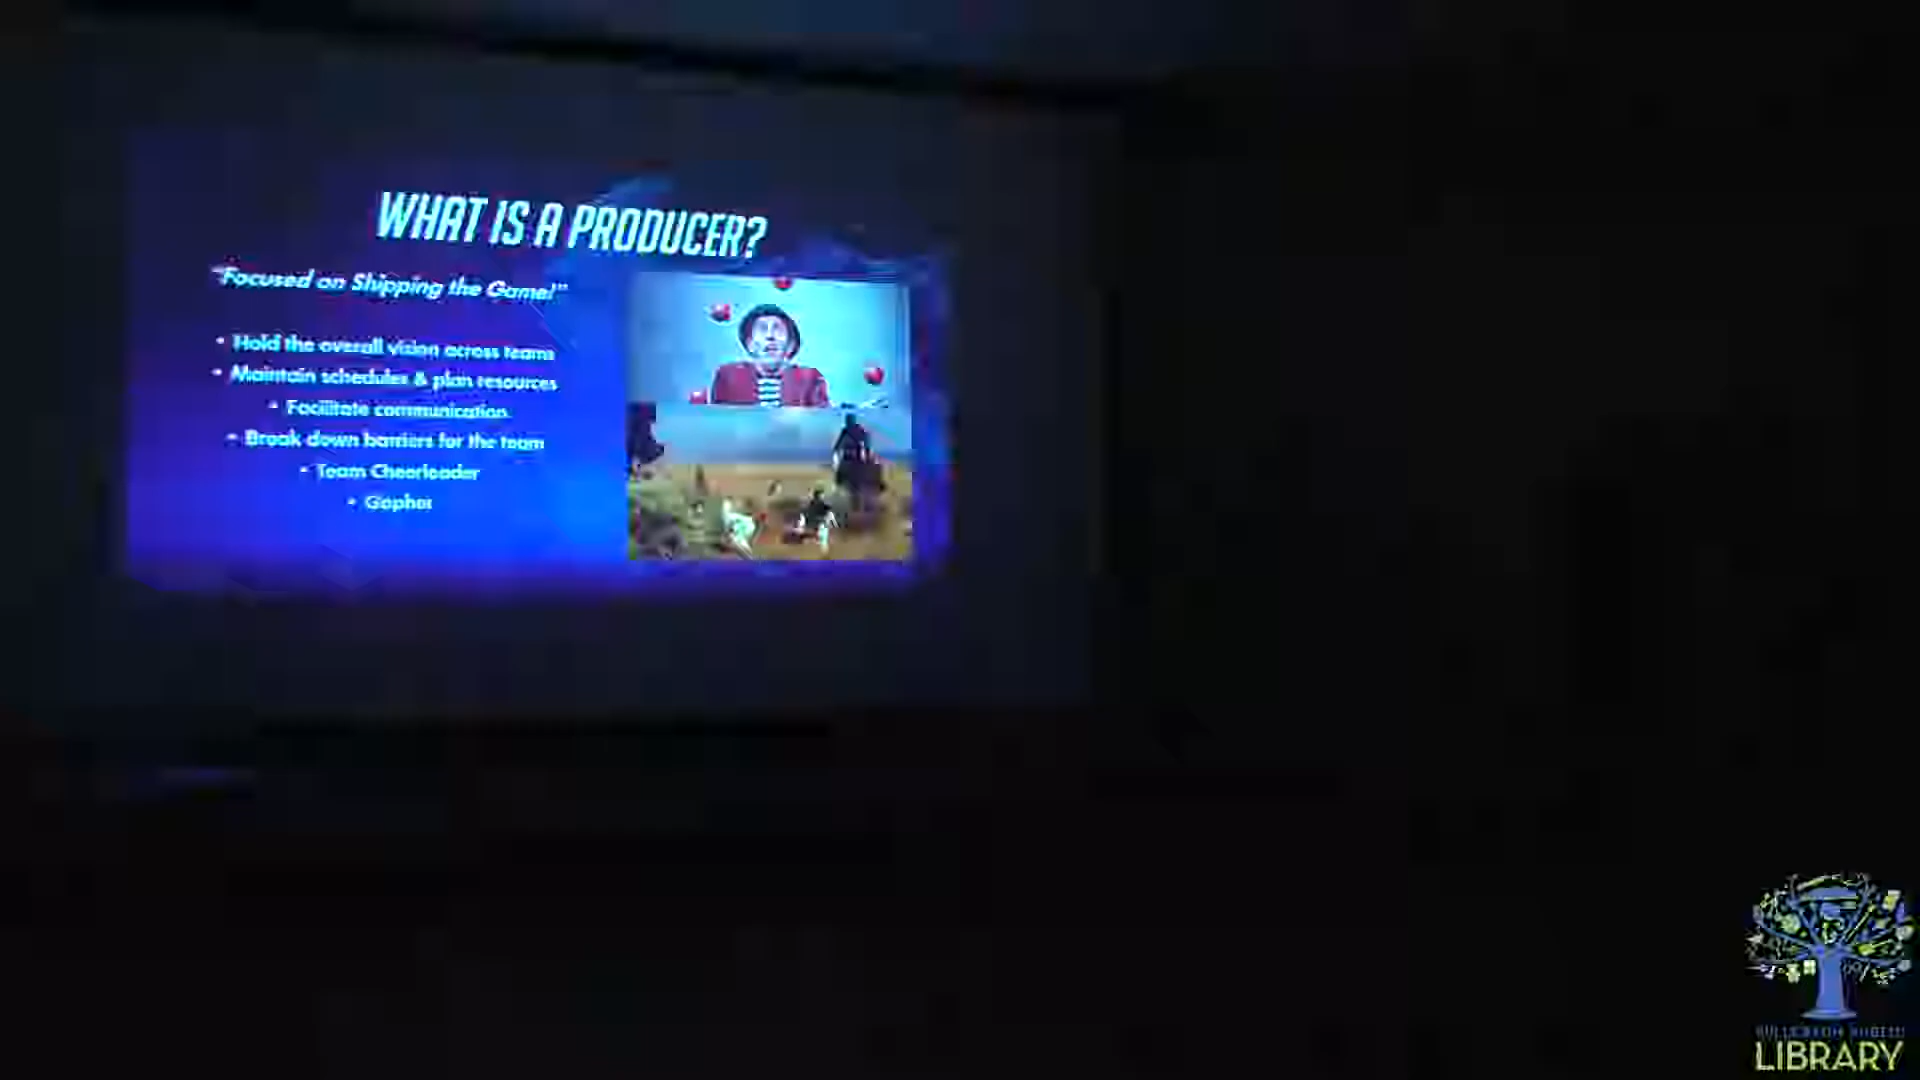 WHAT IS A PRODUCER?
"Focused on Shipping the Game!"
• Hold the overall vision across teams
• Maintain schedules & plan resources
• Facilitate communication
• Break down barriers for the team
• Team Cheerleader
• Gopher
LIBRARY